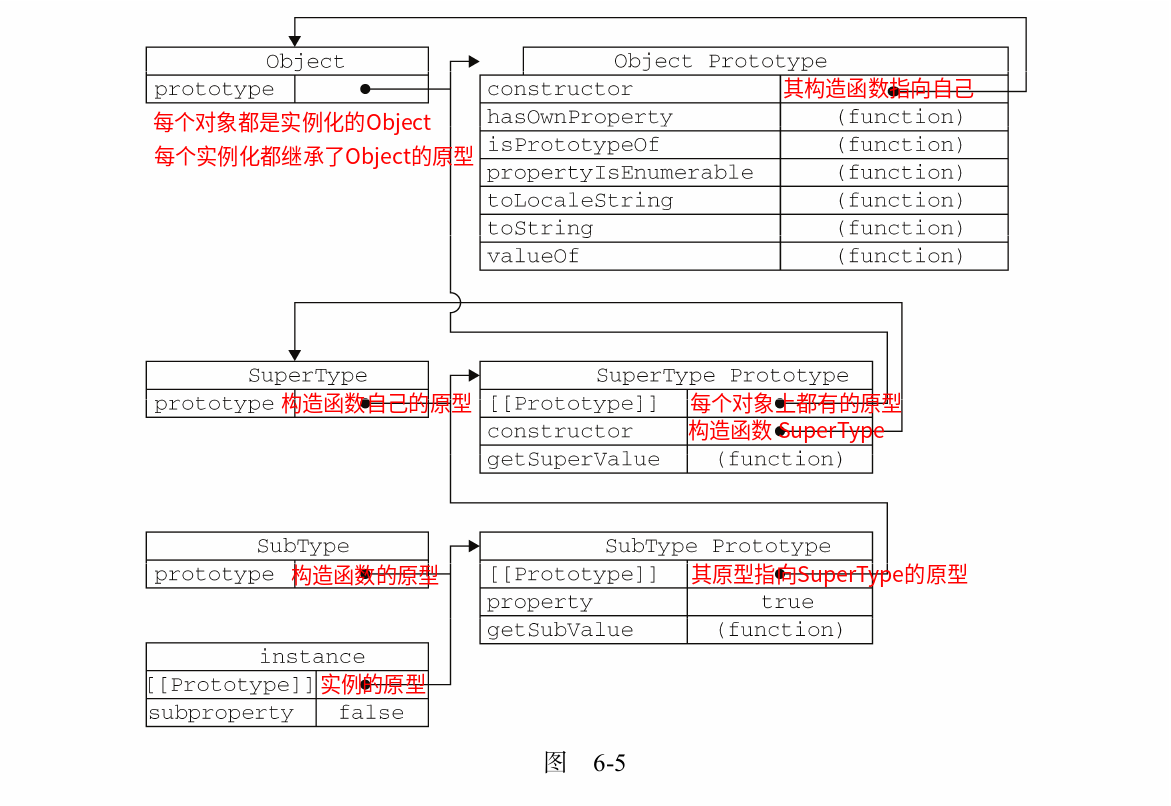 Object
prototype
每个对象都是实例化的Object
每个实例化都继承了Object的原型
Object Prototype
constructor 其构造函数指向自己
hasOwnProperty (function)
isPrototypeOf (function)
propertyIsEnumerable (function)
toLocaleString (function)
toString (function)
valueOf (function)
SuperType
prototype 构造函数自己的原型
SuperType Prototype
[[Prototype]] 每个对象上都有的原型
constructor 构造函数 SuperType
getSuperValue (function)
SubType
prototype 构造函数的原型
SubType Prototype
[[Prototype]] 其原型指向SuperType的原型
property true
getSubValue (function)
instance
[[Prototype]] 实例的原型
subproperty false
图 6-5